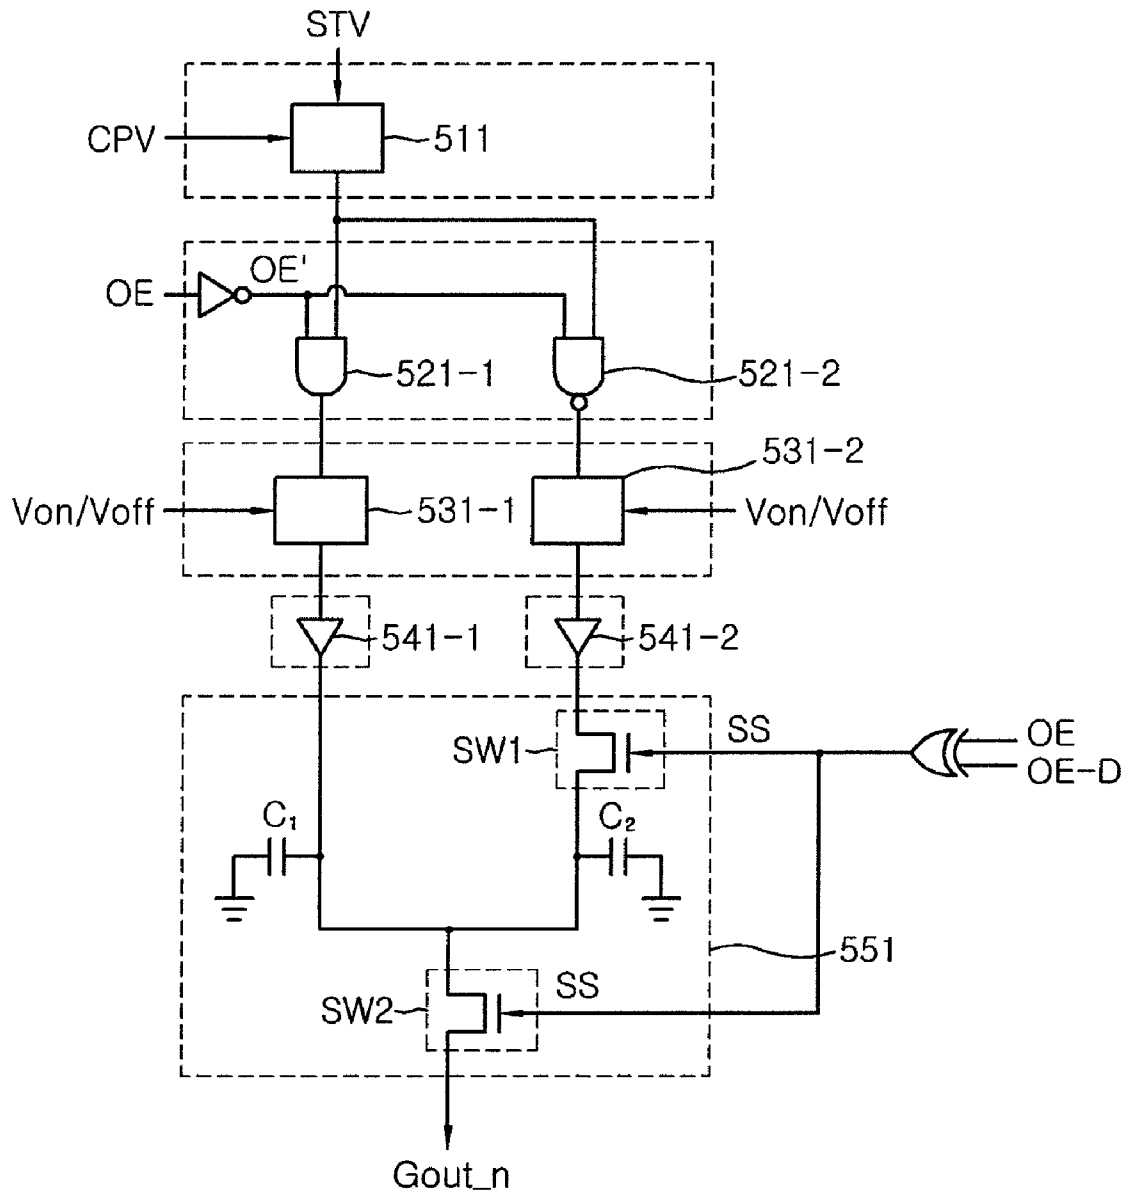 STV
CPV
511
OE
OE'
521-1
521-2
531-2
Von/Voff
531-1
Von/Voff
541-1
541-2
SW1
SS
OE
OE-D
C₁
C₂
551
SW2
SS
Gout_n